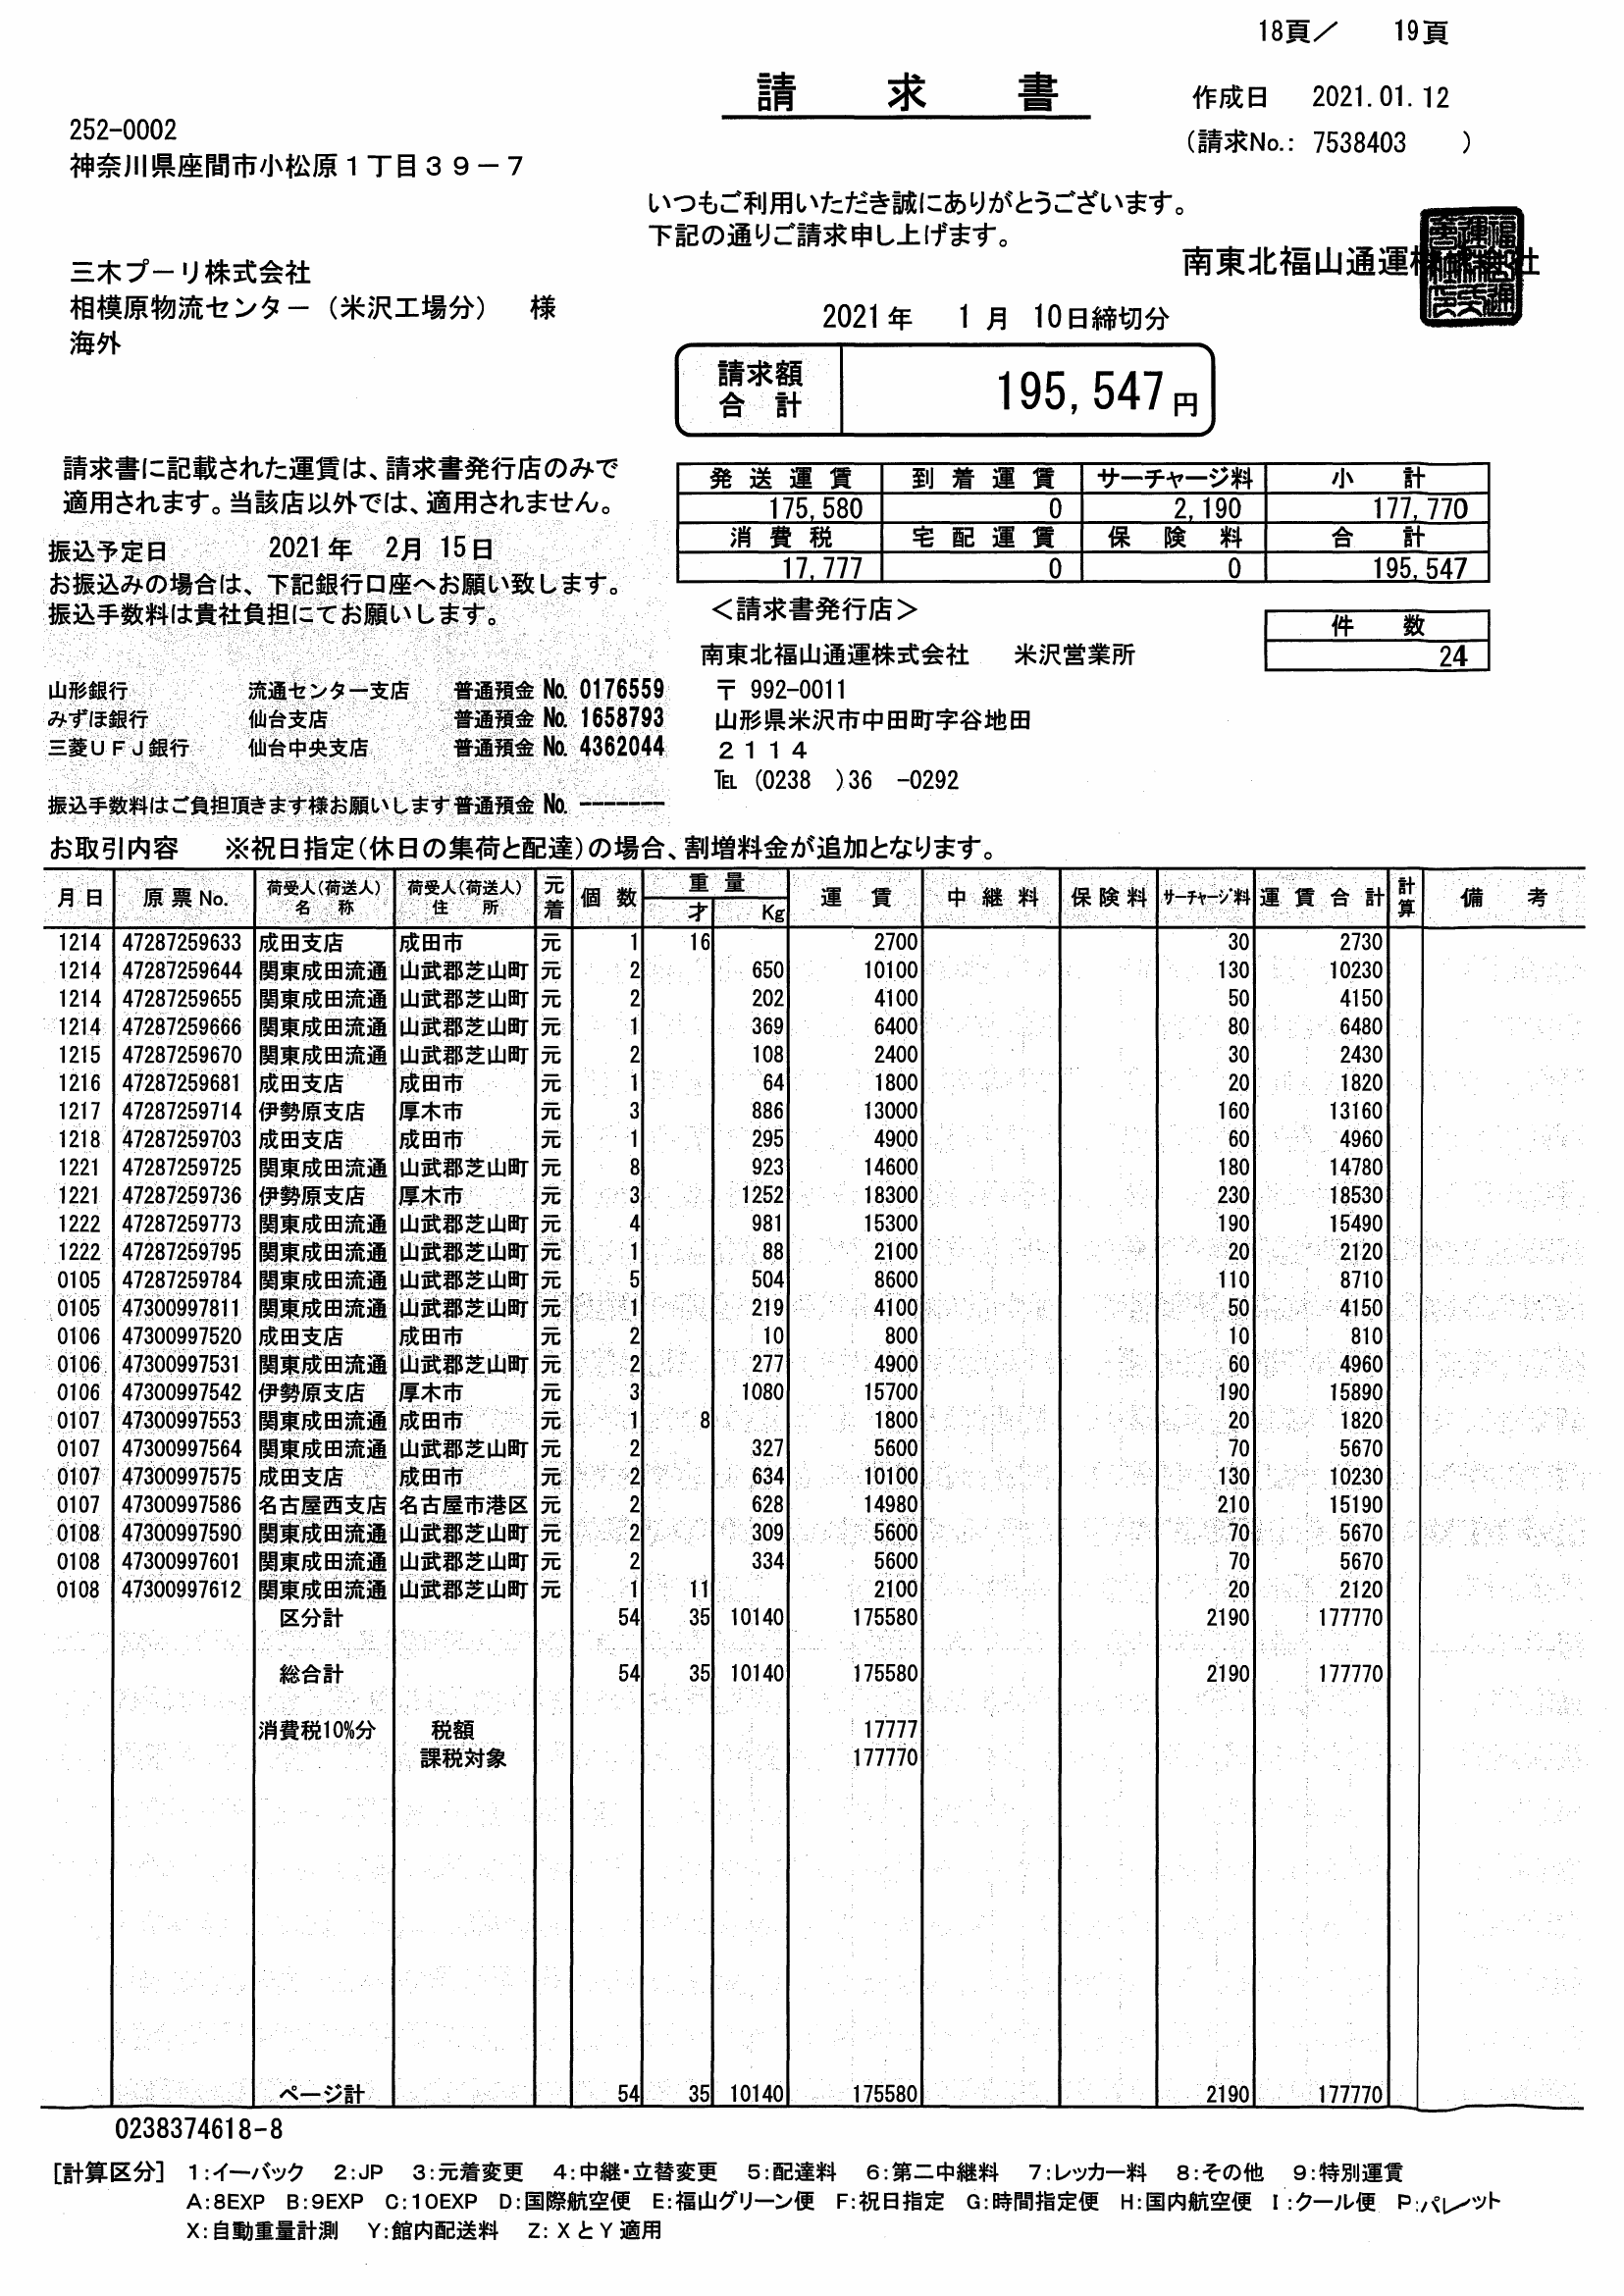 18頁／ 19頁
請求書
作成日 2021.01.12
(請求No.: 7538403 )
252-0002
神奈川県座間市小松原１丁目３９－７
いつもご利用いただき誠にありがとうございます。
下記の通りご請求申し上げます。
三木プーリ株式会社
相模原物流センター（米沢工場分） 様
海外
南東北福山通運株式会社
2021年 1月 10日締切分
請求額合計 195,547円
請求書に記載された運賃は、請求書発行店のみで
適用されます。当該店以外では、適用されません。
振込予定日 2021年 2月 15日
お振込みの場合は、下記銀行口座へお願い致します。
振込手数料は貴社負担にてお願いします。
発送運賃 到着運賃 サーチャージ料 小計
175,580 0 2,190 177,770
消費税 宅配運賃 保険料 合計
17,777 0 0 195,547
＜請求書発行店＞
件数
24
南東北福山通運株式会社 米沢営業所
〒 992-0011
山形県米沢市中田町字谷地田
２１１４
℡ (0238 )36 -0292
山形銀行 流通センター支店 普通預金 No. 0176559
みずほ銀行 仙台支店 普通預金 No. 1658793
三菱ＵＦＪ銀行 仙台中央支店 普通預金 No. 4362044
振込手数料はご負担頂きます様お願いします 普通預金 No. -------
お取引内容 ※祝日指定(休日の集荷と配達)の場合、割増料金が追加となります。
月日 原票No. 荷受人(荷送人)名称 荷受人(荷送人)住所 元着 個数 重量 才 Kg 運賃 中継料 保険料 サーチャージ料 運賃合計 計算 備考
1214 47287259633 成田支店 成田市 元 1 16 2700 30 2730
1214 47287259644 関東成田流通 山武郡芝山町 元 2 650 10100 130 10230
1214 47287259655 関東成田流通 山武郡芝山町 元 2 202 4100 50 4150
1214 47287259666 関東成田流通 山武郡芝山町 元 1 369 6400 80 6480
1215 47287259670 関東成田流通 山武郡芝山町 元 2 108 2400 30 2430
1216 47287259681 成田支店 成田市 元 1 64 1800 20 1820
1217 47287259714 伊勢原支店 厚木市 元 3 886 13000 160 13160
1218 47287259703 成田支店 成田市 元 1 295 4900 60 4960
1221 47287259725 関東成田流通 山武郡芝山町 元 8 923 14600 180 14780
1221 47287259736 伊勢原支店 厚木市 元 3 1252 18300 230 18530
1222 47287259773 関東成田流通 山武郡芝山町 元 4 981 15300 190 15490
1222 47287259795 関東成田流通 山武郡芝山町 元 1 88 2100 20 2120
0105 47287259784 関東成田流通 山武郡芝山町 元 5 504 8600 110 8710
0105 47300997811 関東成田流通 山武郡芝山町 元 1 219 4100 50 4150
0106 47300997520 成田支店 成田市 元 2 10 800 10 810
0106 47300997531 関東成田流通 山武郡芝山町 元 2 277 4900 60 4960
0106 47300997542 伊勢原支店 厚木市 元 3 1080 15700 190 15890
0107 47300997553 関東成田流通 成田市 元 1 8 1800 20 1820
0107 47300997564 関東成田流通 山武郡芝山町 元 2 327 5600 70 5670
0107 47300997575 成田支店 成田市 元 2 634 10100 130 10230
0107 47300997586 名古屋西支店 名古屋市港区 元 2 628 14980 210 15190
0108 47300997590 関東成田流通 山武郡芝山町 元 2 309 5600 70 5670
0108 47300997601 関東成田流通 山武郡芝山町 元 2 334 5600 70 5670
0108 47300997612 関東成田流通 山武郡芝山町 元 1 11 2100 20 2120
区分計 54 35 10140 175580 2190 177770
総合計 54 35 10140 175580 2190 177770
消費税10%分 税額 17777
課税対象 177770
ページ計 54 35 10140 175580 2190 177770
0238374618-8
[計算区分] 1:イーバック 2:JP 3:元着変更 4:中継・立替変更 5:配達料 6:第二中継料 7:レッカー料 8:その他 9:特別運賃
A:8EXP B:9EXP C:10EXP D:国際航空便 E:福山グリーン便 F:祝日指定 G:時間指定便 H:国内航空便 I:クール便 P:パレット
X:自動重量計測 Y:館内配送料 Z:XとY適用